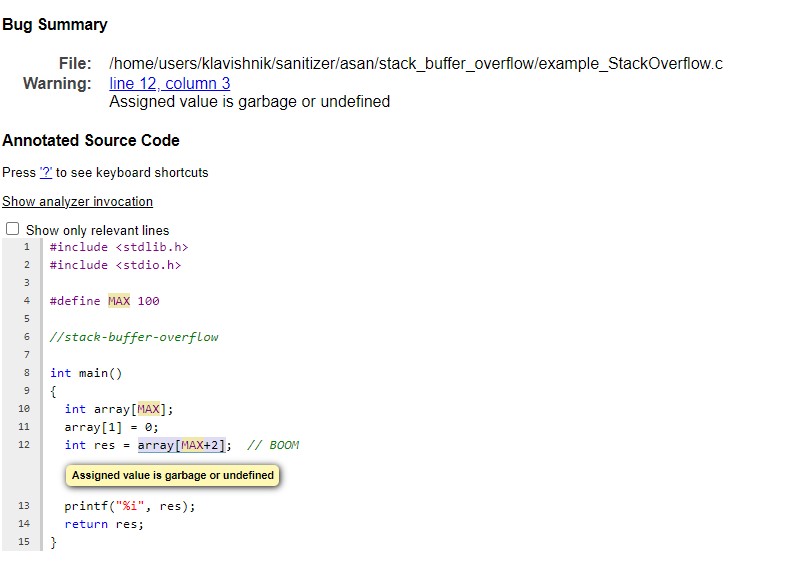 Bug Summary
File: /home/users/klavishnik/sanitizer/asan/stack_buffer_overflow/example_StackOverflow.c
Warning: line 12, column 3
Assigned value is garbage or undefined
Annotated Source Code
Press '?' to see keyboard shortcuts
Show analyzer invocation
Show only relevant lines
1 #include <stdlib.h>
2 #include <stdio.h>
3
4 #define MAX 100
5
6 //stack-buffer-overflow
7
8 int main()
9 {
10 int array[MAX];
11 array[1] = 0;
12 int res = array[MAX+2]; // BOOM
Assigned value is garbage or undefined
13 printf("%i", res);
14 return res;
15 }